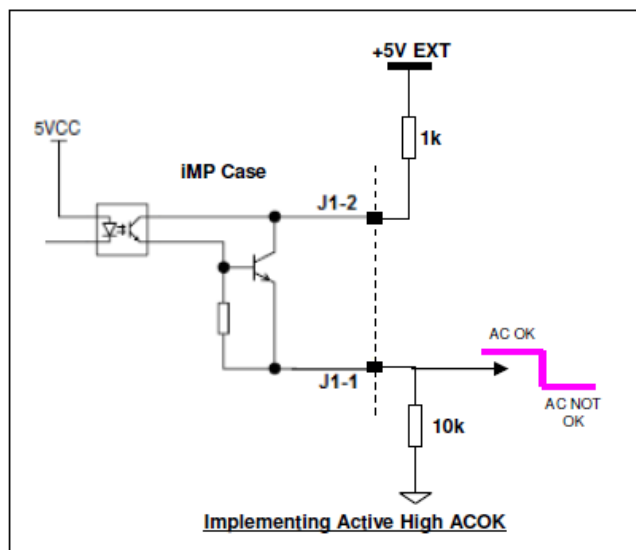 +5V EXT
5VCC
1k
iMP Case
J1-2
AC OK
J1-1
AC NOT
OK
10k
Implementing Active High ACOK